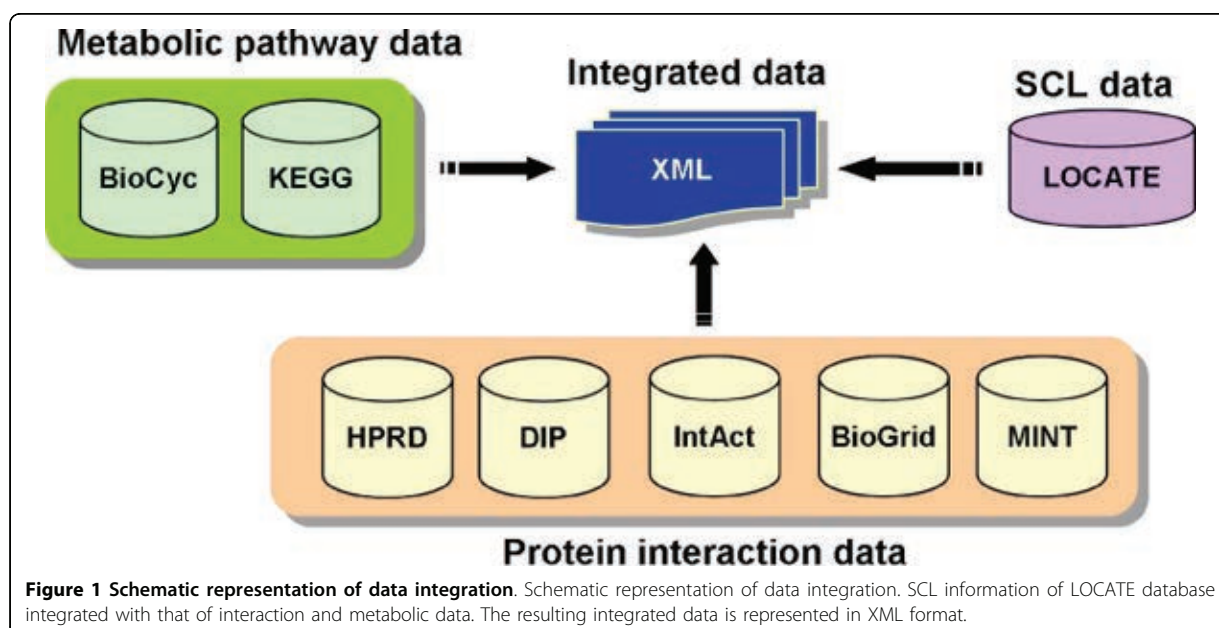 Metabolic pathway data
Integrated data
SCL data
BioCyc
KEGG
XML
LOCATE
HPRD
DIP
IntAct
BioGrid
MINT
Protein interaction data
Figure 1 Schematic representation of data integration. Schematic representation of data integration. SCL information of LOCATE database
integrated with that of interaction and metabolic data. The resulting integrated data is represented in XML format.